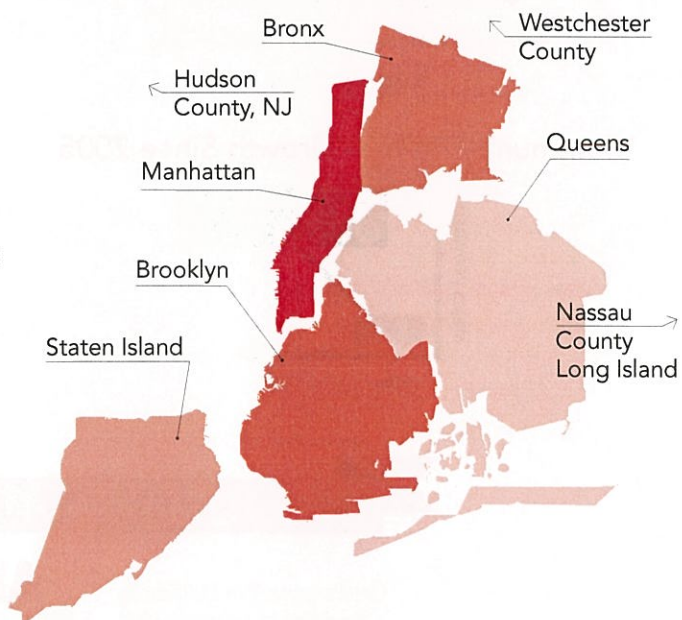 Bronx
Westchester
County
Hudson
County, NJ
Queens
Manhattan
Brooklyn
Nassau
County
Long Island
Staten Island